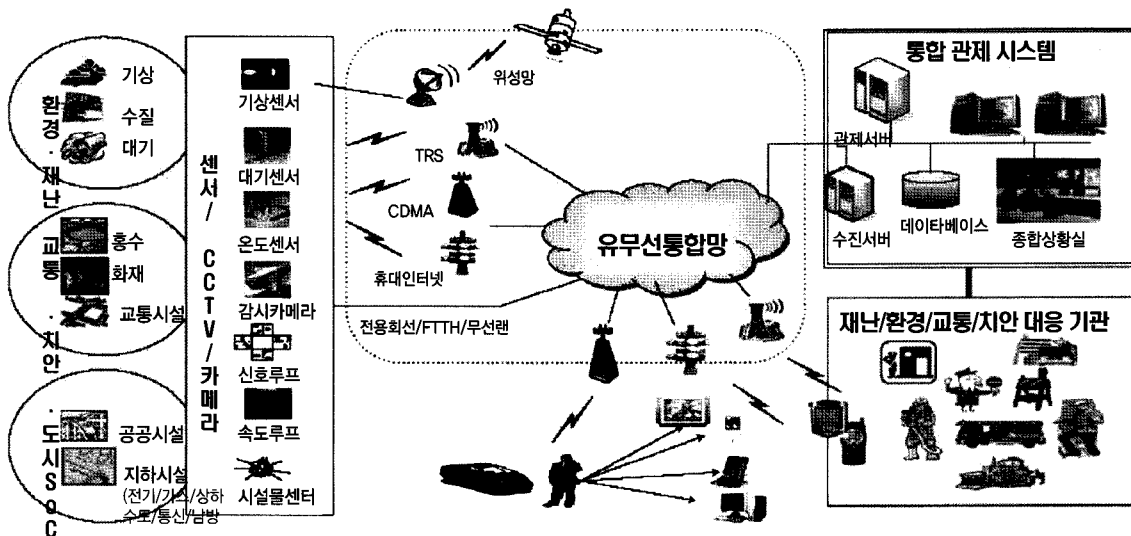 환경·재난
교통·치안
·도시SoC
기상
수질
대기
홍수
화재
교통시설
공공시설
지하시설
(전기/가스/상하
수도/통신/남방
센서/ CCTV/카메라
기상센서
대기센서
온도센서
감시카메라
신호루프
속도루프
시설물센터
위성망
TRS
CDMA
휴대인터넷
전용회선/FTTH/무선랜
유무선통합망
통합 관제 시스템
관제서버
수진서버
데이타베이스
종합상황실
재난/환경/교통/치안 대응 기관